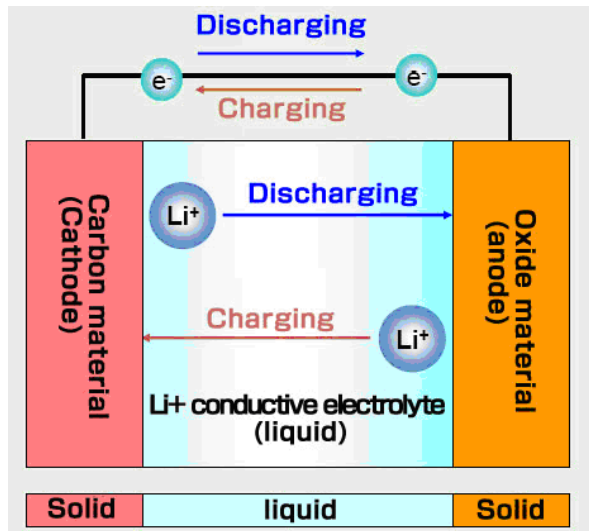 Discharging
e-
e-
Charging
Carbon material
(Cathode)
Li+
Discharging
Charging
Li+
Li+ conductive electrolyte
(liquid)
Oxide material
(anode)
Solid
liquid
Solid